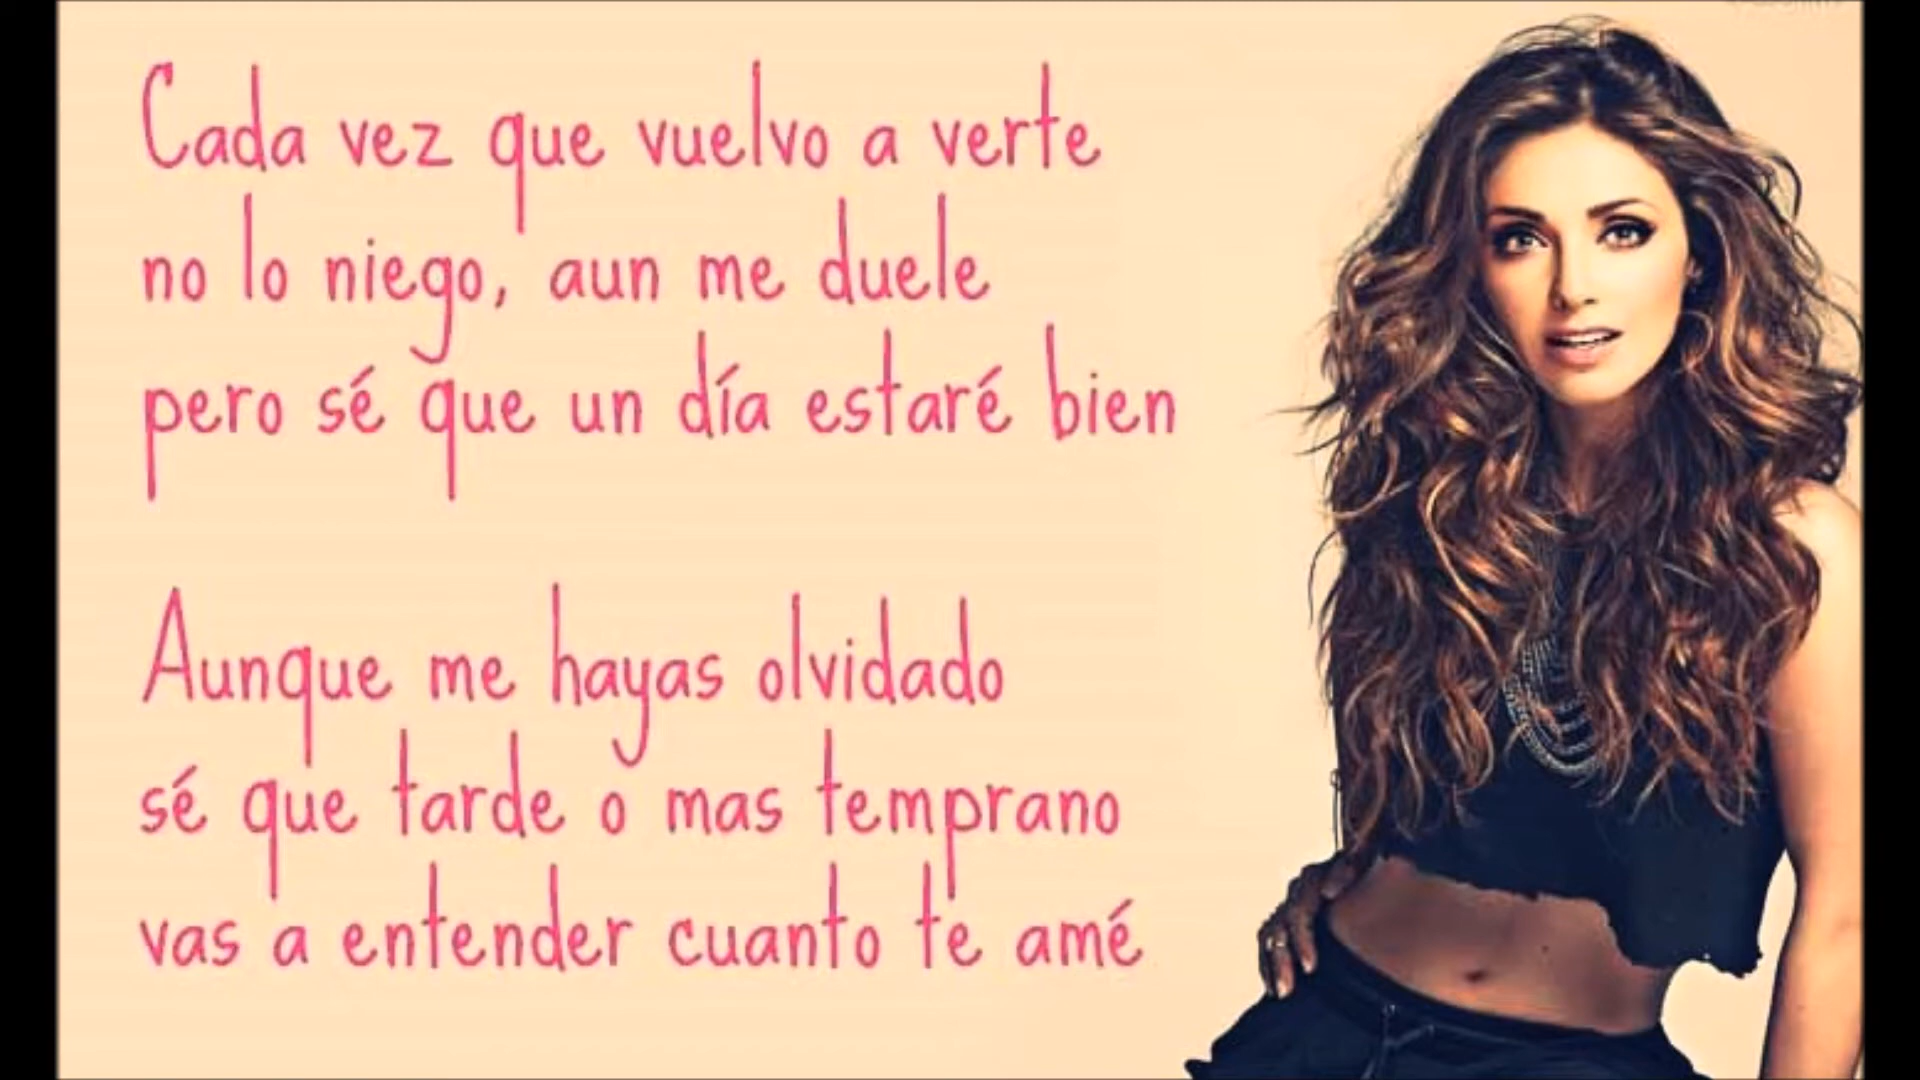 Cada vez que vuelvo a verte
no lo niego, aun me duele
pero sé que un día estaré bien
Aunque me hayas olvidado
sé que tarde o mas temprano
vas a entender cuanto te amé